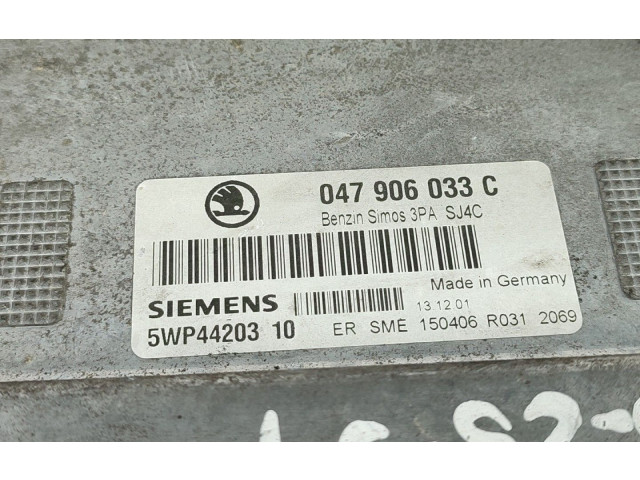 047 906 033 C
Benzin Simos 3PA SJ4C
Made in Germany
SIEMENS
13 12 01
5WP44203 10
ER SME 150406 R031 2069